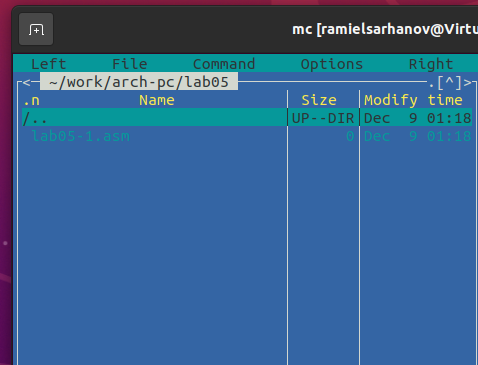 mc [ramielsarhanov@Virtu
Left File Command Options Right
<─ ~/work/arch-pc/lab05 ─.[^]>
.n Name Size Modify time
/.. UP--DIR Dec 9 01:18
lab05-1.asm 0 Dec 9 01:18